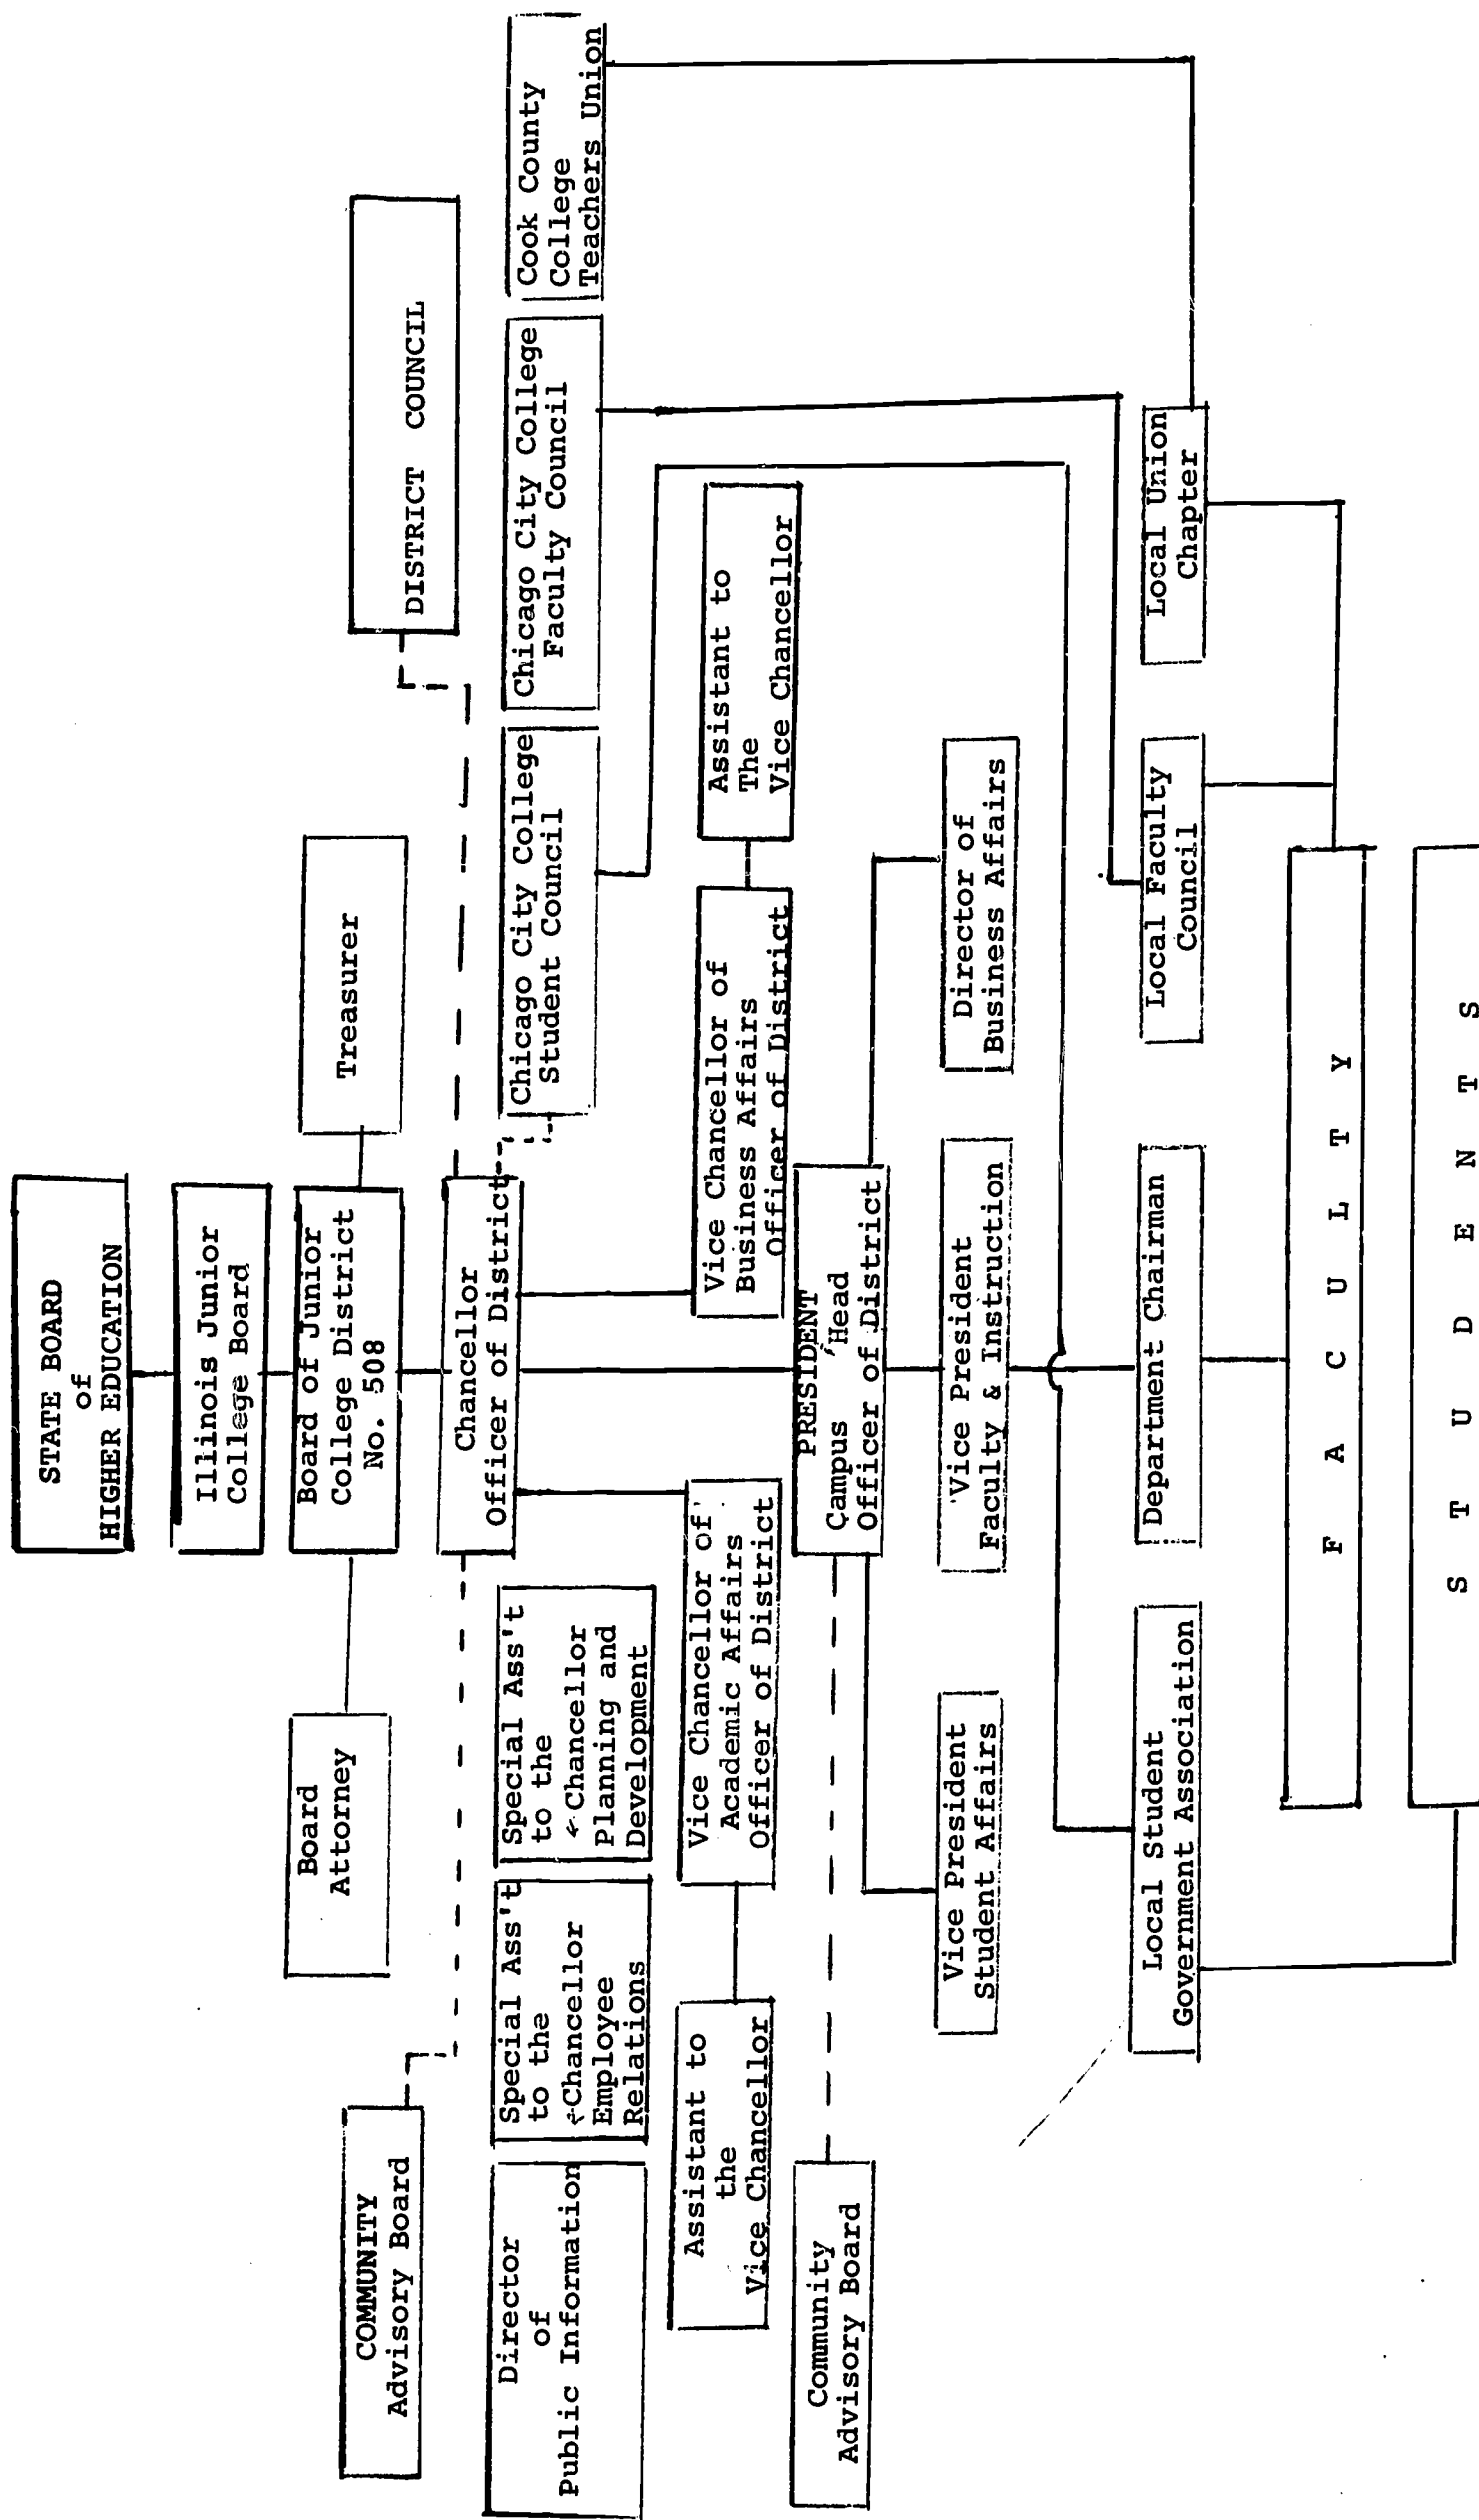 STATE BOARD
of
HIGHER EDUCATION
Illinois Junior
College Board
Board of Junior
College District
No. 508
Board
Attorney
Treasurer
COMMUNITY
Advisory Board
Chancellor
Officer of District
DISTRICT COUNCIL
Director
of
Public Information
Special Ass't
to the
Chancellor
Employee
Relations
Special Ass't
to the
Chancellor
Planning and
Development
Chicago City College
Student Council
Chicago City College
Faculty Council
Cook County
College
Teachers Union
Assistant to
the
Vice Chancellor
Vice Chancellor of
Academic Affairs
Officer of District
Vice Chancellor of
Business Affairs
Officer of District
Assistant to
The
Vice Chancellor
Community
Advisory Board
PRESIDENT
Campus Head
Officer of District
Vice President
Student Affairs
Vice President
Faculty & Instruction
Director of
Business Affairs
Local Student
Government Association
Department Chairman
Local Faculty
Council
Local Union
Chapter
F A C U L T Y
S T U D E N T S